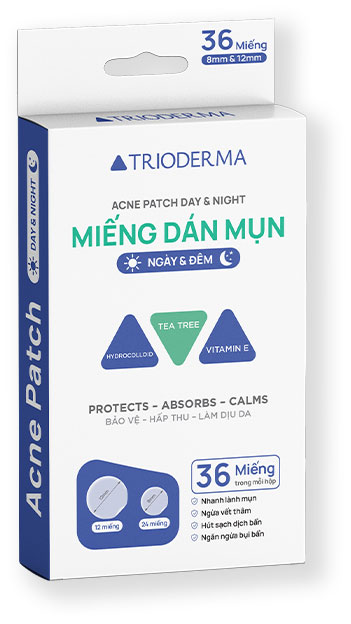 36 Miếng
8mm & 12mm
TRIODERMA
ACNE PATCH DAY & NIGHT
MIẾNG DÁN MỤN
NGÀY & ĐÊM
HYDROCOLLOID
TEA TREE
VITAMIN E
PROTECTS – ABSORBS – CALMS
BẢO VỆ – HẤP THU – LÀM DỊU DA
12mm
8mm
12 miếng
24 miếng
36 Miếng
trong mỗi hộp
Nhanh lành mụn
Ngừa vết thâm
Hút sạch dịch bẩn
Ngăn ngừa bụi bẩn
Acne Patch
DAY & NIGHT